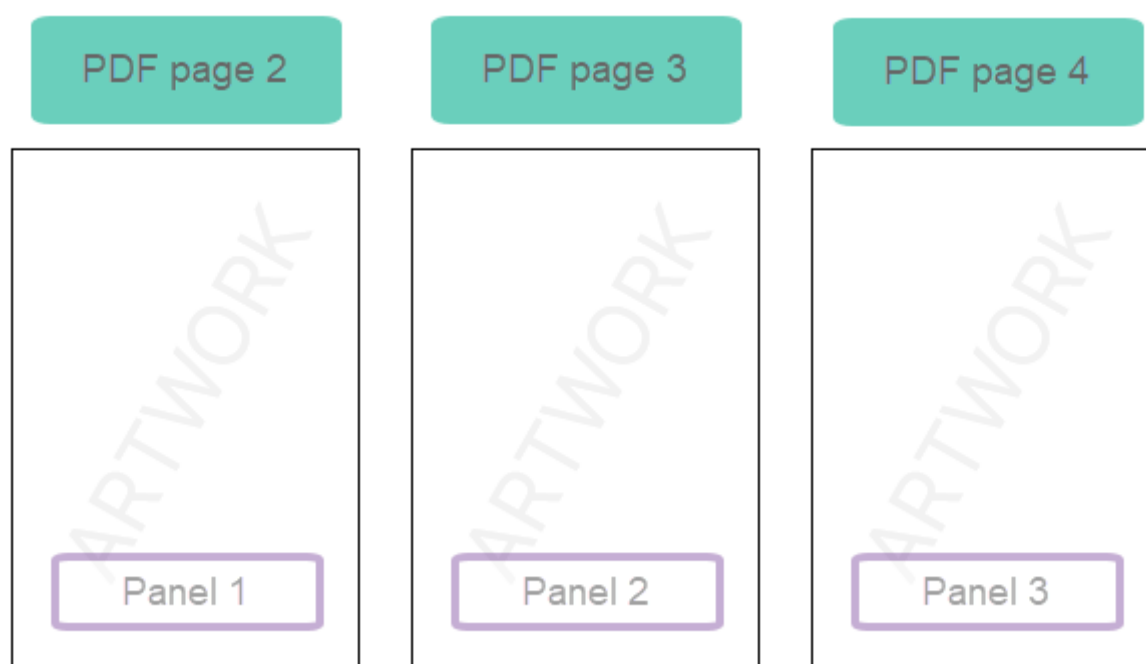 PDF page 2
PDF page 3
PDF page 4
ARTWORK
ARTWORK
ARTWORK
Panel 1
Panel 2
Panel 3